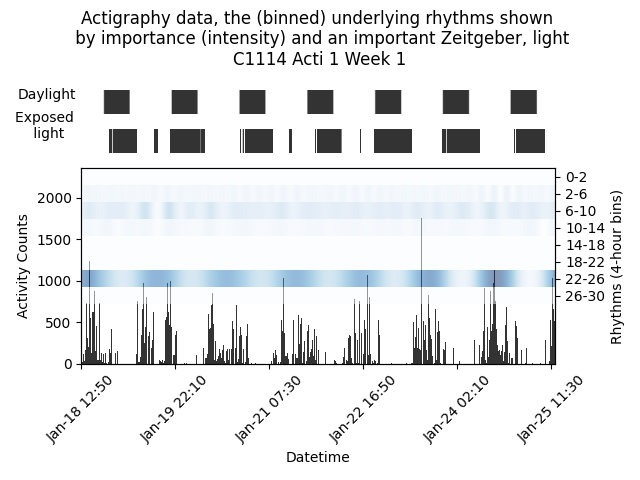 Actigraphy data, the (binned) underlying rhythms shown
by importance (intensity) and an important Zeitgeber, light
C1114 Acti 1 Week 1
Daylight
Exposed
light
2000
1500
1000
500
0
Activity Counts
0-2
2-6
6-10
10-14
14-18
18-22
22-26
26-30
Rhythms (4-hour bins)
Jan-18 12:50
Jan-19 22:10
Jan-21 07:30
Jan-22 16:50
Jan-24 02:10
Jan-25 11:30
Datetime